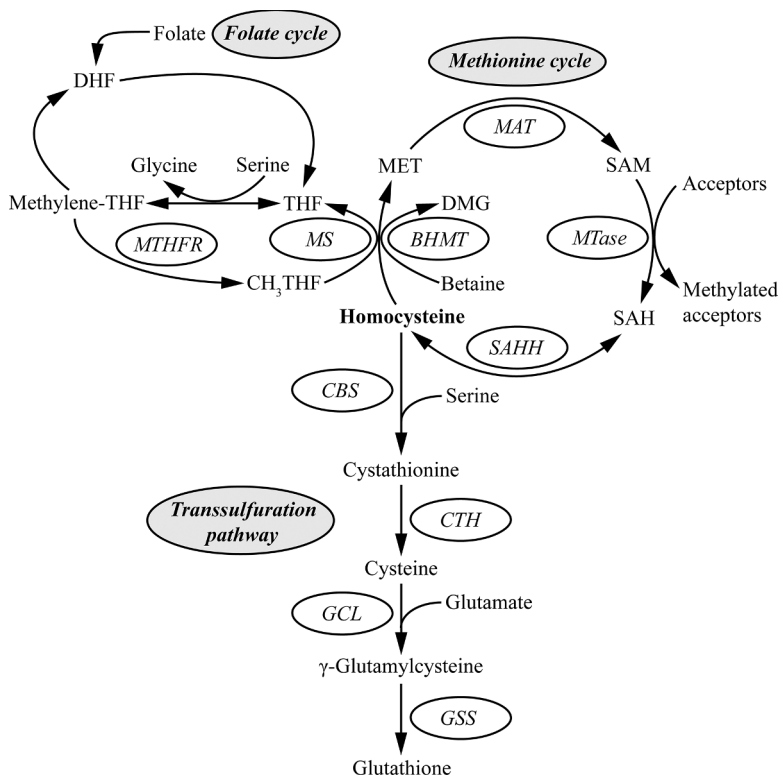 Folate
Folate cycle
Methionine cycle
DHF
MAT
Glycine
Serine
MET
SAM
Acceptors
Methylene-THF
THF
DMG
MTHFR
MS
BHMT
MTase
CH₃THF
Betaine
Methylated
acceptors
Homocysteine
SAH
SAHH
CBS
Serine
Cystathionine
Transsulfuration
pathway
CTH
Cysteine
GCL
Glutamate
γ-Glutamylcysteine
GSS
Glutathione